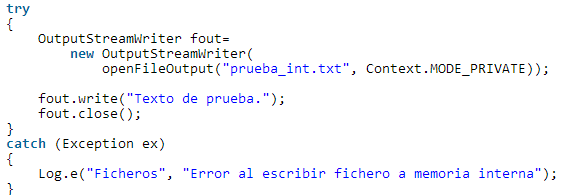 try
{
    OutputStreamWriter fout=
        new OutputStreamWriter(
            openFileOutput("prueba_int.txt", Context.MODE_PRIVATE));

    fout.write("Texto de prueba.");
    fout.close();
}
catch (Exception ex)
{
    Log.e("Ficheros", "Error al escribir fichero a memoria interna");
}